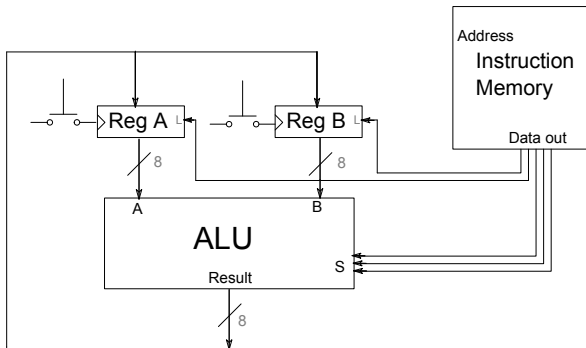 Address
Instruction
Memory
Data out
Reg A L
Reg B L
8
8
A
B
ALU
S
Result
8